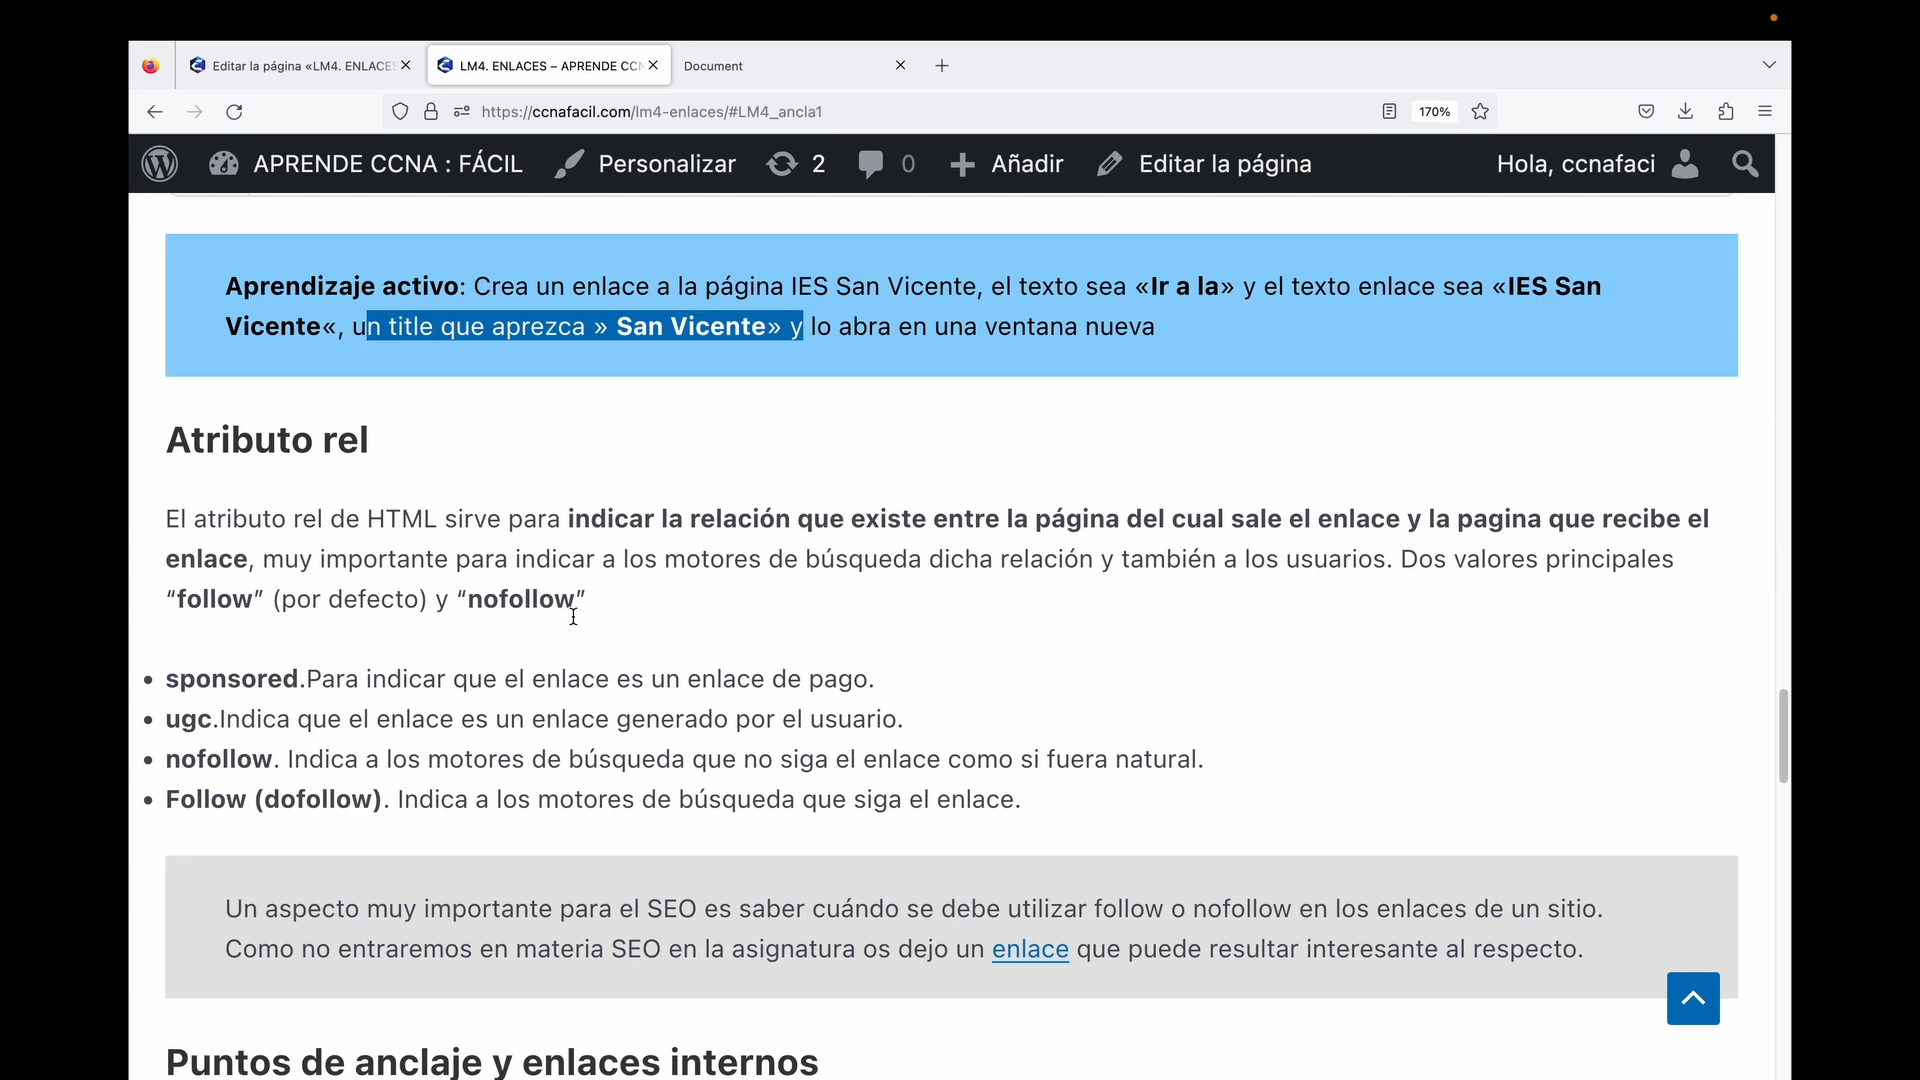 Editar la página «LM4. ENLACES
LM4. ENLACES – APRENDE CCN
Document
https://ccnafacil.com/lm4-enlaces/#LM4_ancla1
170%
APRENDE CCNA : FÁCIL
Personalizar
2
0
Añadir
Editar la página
Hola, ccnafaci
Aprendizaje activo: Crea un enlace a la página IES San Vicente, el texto sea «Ir a la» y el texto enlace sea «IES San
Vicente«, un title que aprezca » San Vicente» y lo abra en una ventana nueva
Atributo rel
El atributo rel de HTML sirve para indicar la relación que existe entre la página del cual sale el enlace y la pagina que recibe el
enlace, muy importante para indicar a los motores de búsqueda dicha relación y también a los usuarios. Dos valores principales
“follow” (por defecto) y “nofollow”
• sponsored.Para indicar que el enlace es un enlace de pago.
• ugc.Indica que el enlace es un enlace generado por el usuario.
• nofollow. Indica a los motores de búsqueda que no siga el enlace como si fuera natural.
• Follow (dofollow). Indica a los motores de búsqueda que siga el enlace.
Un aspecto muy importante para el SEO es saber cuándo se debe utilizar follow o nofollow en los enlaces de un sitio.
Como no entraremos en materia SEO en la asignatura os dejo un enlace que puede resultar interesante al respecto.
Puntos de anclaje y enlaces internos